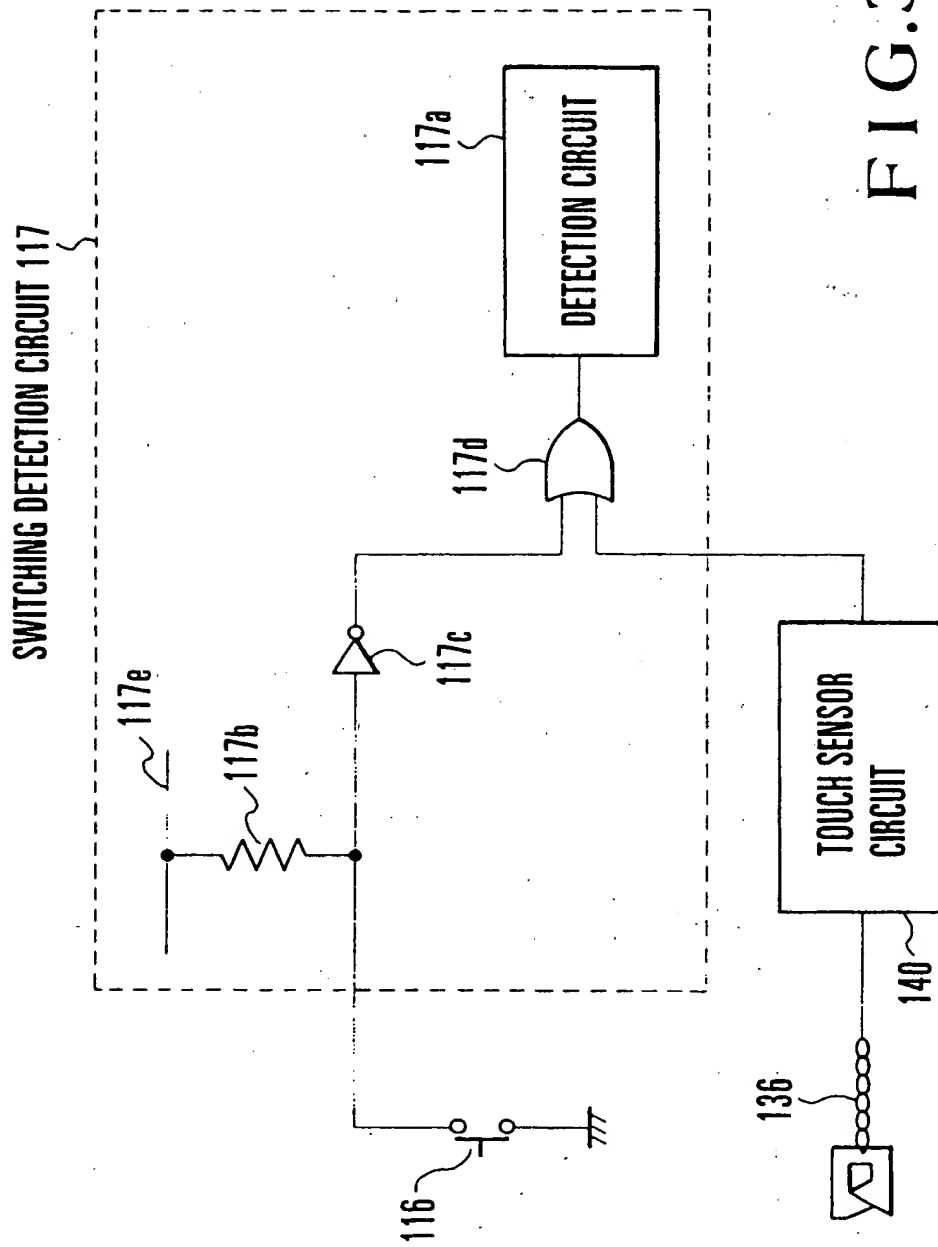 SWITCHING DETECTION CIRCUIT 117
117e
117b
117c
117d
117a
DETECTION CIRCUIT
116
136
140
TOUCH SENSOR
CIRCUIT
FIG.3